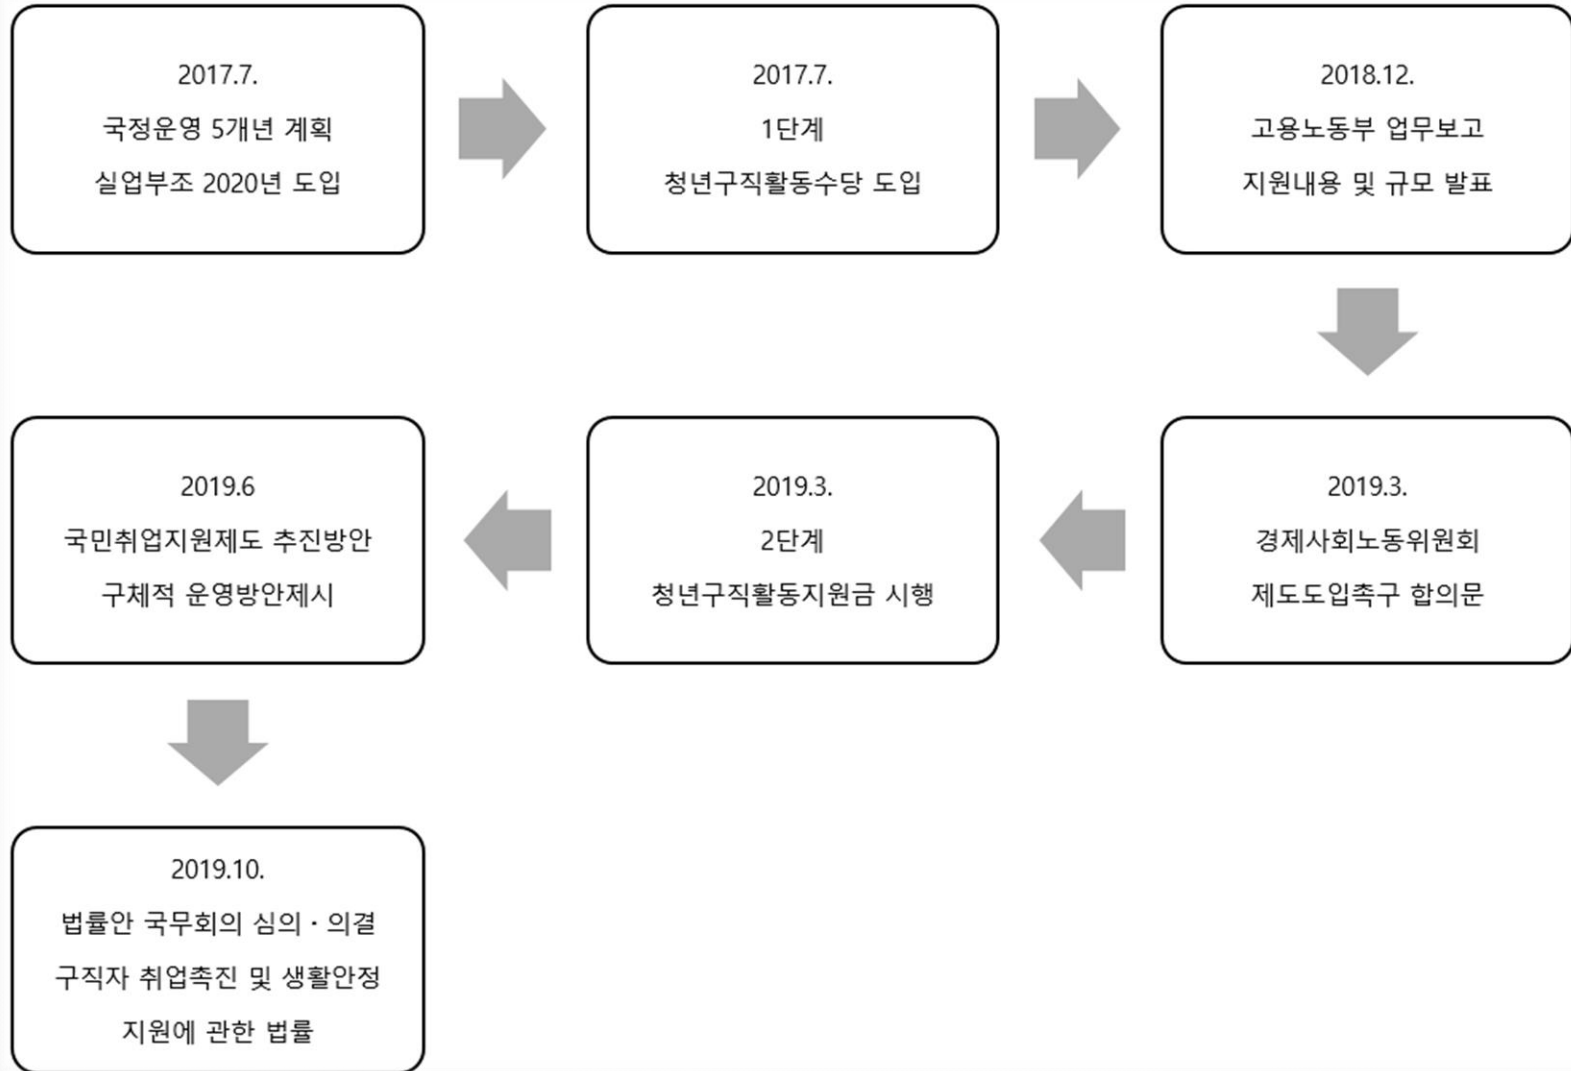 2017.7.
국정운영 5개년 계획
실업부조 2020년 도입
2017.7.
1단계
청년구직활동수당 도입
2018.12.
고용노동부 업무보고
지원내용 및 규모 발표
2019.3.
경제사회노동위원회
제도도입촉구 합의문
2019.3.
2단계
청년구직활동지원금 시행
2019.6
국민취업지원제도 추진방안
구체적 운영방안제시
2019.10.
법률안 국무회의 심의 · 의결
구직자 취업촉진 및 생활안정
지원에 관한 법률